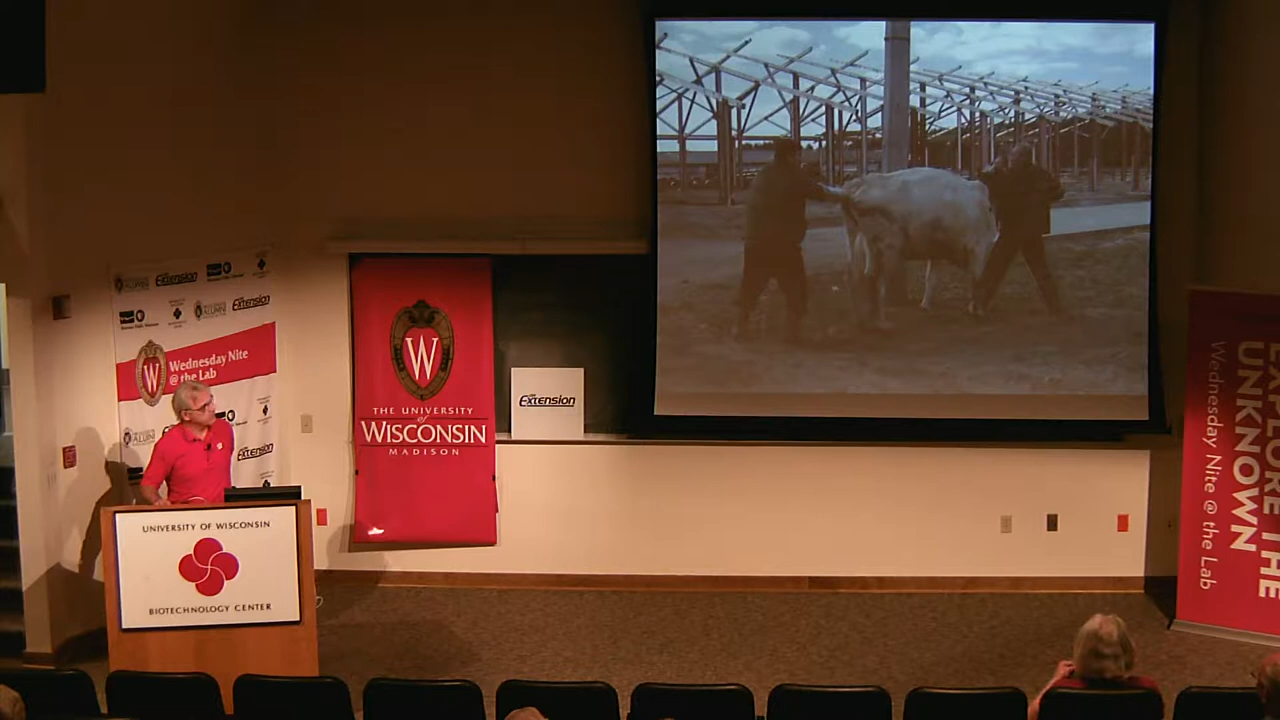 Extension
Extension
Wednesday Nite
@ the Lab
W
W
THE UNIVERSITY
of
WISCONSIN
MADISON
Extension
Extension
UNIVERSITY OF WISCONSIN
BIOTECHNOLOGY CENTER
EXPLORE THE
UNKNOWN
Wednesday Nite @ the Lab